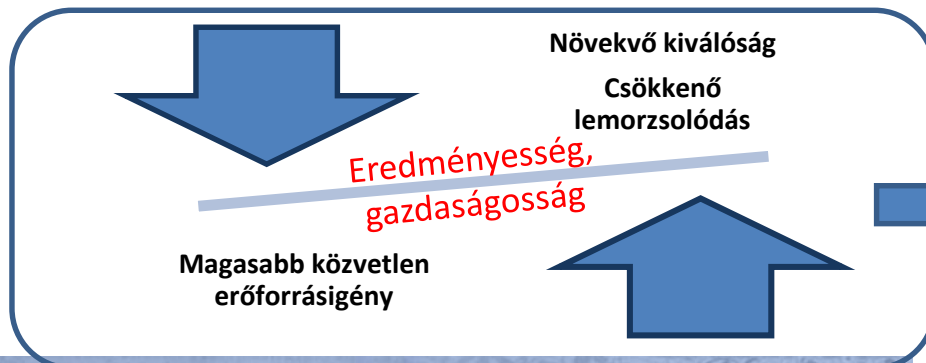 Növekvő kiválóság
Csökkenő
lemorzsolódás
Eredményesség,
gazdaságosság
Magasabb közvetlen
erőforrásigény